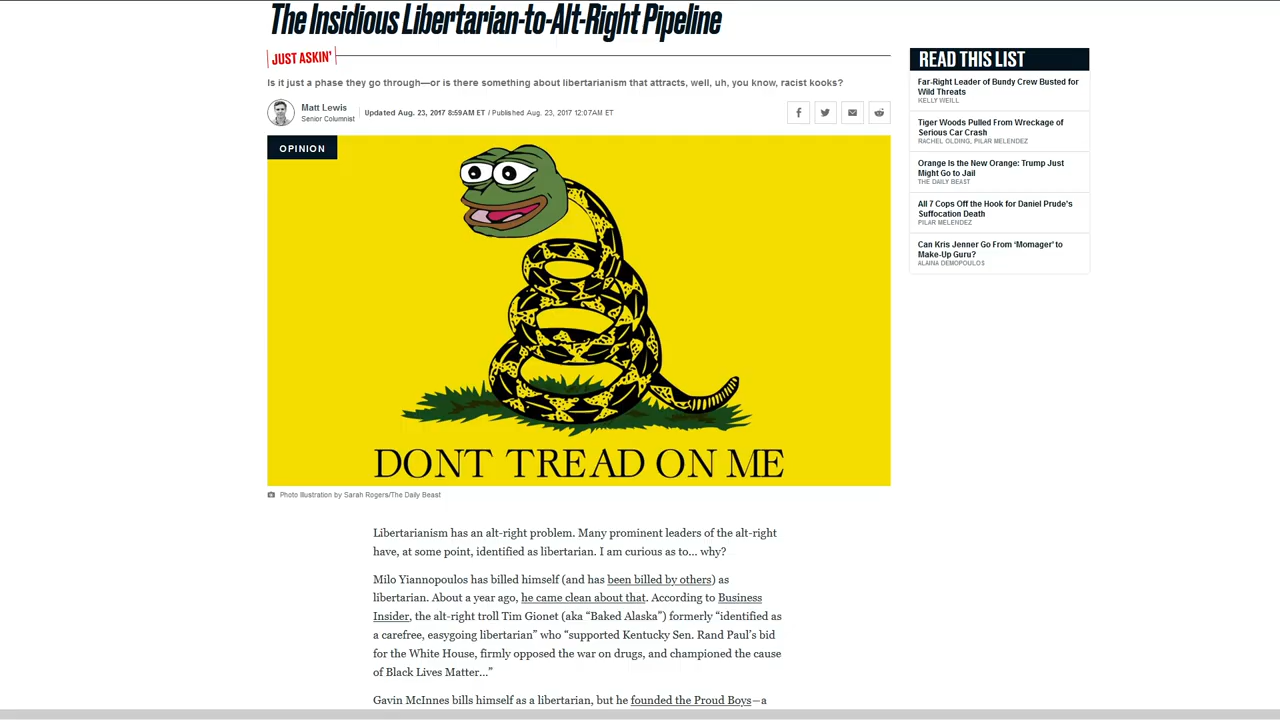 The Insidious Libertarian-to-Alt-Right Pipeline
JUST ASKIN'
Is it just a phase they go through—or is there something about libertarianism that attracts, well, uh, you know, racist kooks?
Matt Lewis
Senior Columnist
Updated Aug. 23, 2017 8:59AM ET / Published Aug. 23, 2017 12:07AM ET
OPINION
DONT TREAD ON ME
Photo Illustration by Sarah Rogers/The Daily Beast
Libertarianism has an alt-right problem. Many prominent leaders of the alt-right
have, at some point, identified as libertarian. I am curious as to... why?
Milo Yiannopoulos has billed himself (and has been billed by others) as
libertarian. About a year ago, he came clean about that. According to Business
Insider, the alt-right troll Tim Gionet (aka “Baked Alaska”) formerly “identified as
a carefree, easygoing libertarian” who “supported Kentucky Sen. Rand Paul’s bid
for the White House, firmly opposed the war on drugs, and championed the cause
of Black Lives Matter...”
Gavin McInnes bills himself as a libertarian, but he founded the Proud Boys—a
READ THIS LIST
Far-Right Leader of Bundy Crew Busted for
Wild Threats
KELLY WEILL
Tiger Woods Pulled From Wreckage of
Serious Car Crash
RACHEL OLDING, PILAR MELENDEZ
Orange Is the New Orange: Trump Just
Might Go to Jail
THE DAILY BEAST
All 7 Cops Off the Hook for Daniel Prude's
Suffocation Death
PILAR MELENDEZ
Can Kris Jenner Go From ‘Momager’ to
Make-Up Guru?
ALAINA DEMOPOULOS